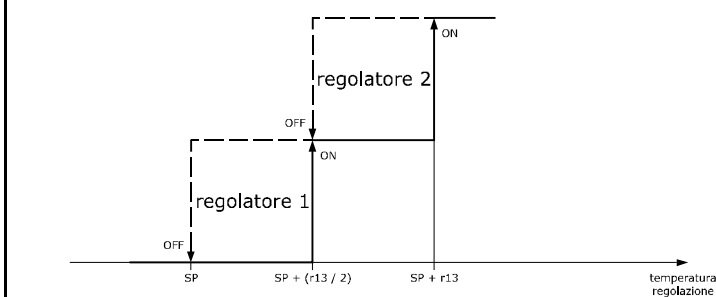 ON
regolatore 2
OFF
ON
regolatore 1
OFF
SP
SP + (r13 / 2)
SP + r13
temperatura
regolazione